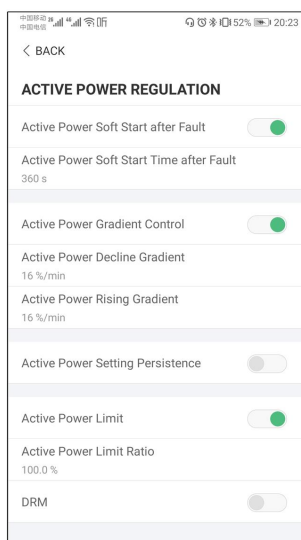 中国移动 26 46
中国电信 52% 20:23
BACK
ACTIVE POWER REGULATION
Active Power Soft Start after Fault
Active Power Soft Start Time after Fault
360 s
Active Power Gradient Control
Active Power Decline Gradient
16 %/min
Active Power Rising Gradient
16 %/min
Active Power Setting Persistence
Active Power Limit
Active Power Limit Ratio
100.0 %
DRM